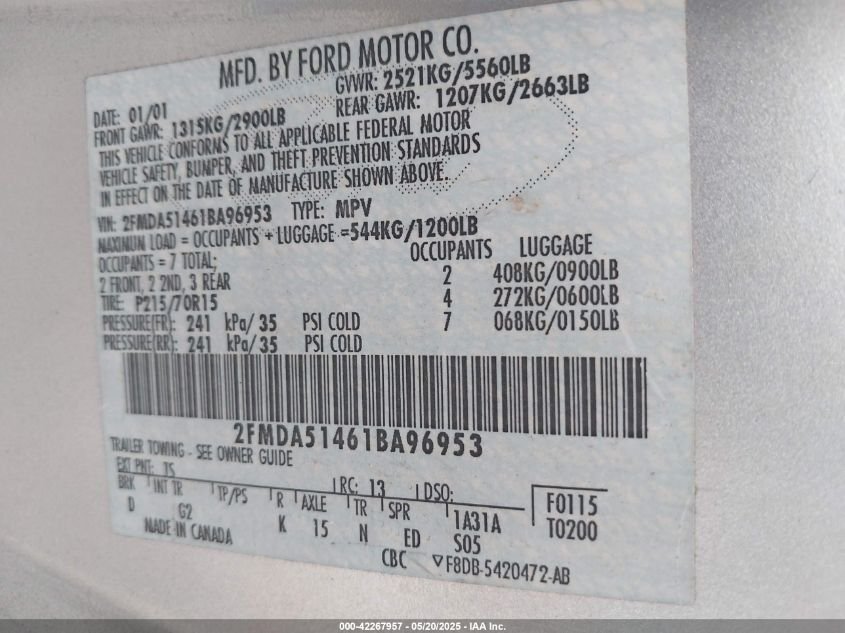 MFD. BY FORD MOTOR CO.
DATE: 01/01 GVWR: 2521KG/5560LB
FRONT GAWR: 1315KG/2900LB REAR GAWR: 1207KG/2663LB
THIS VEHICLE CONFORMS TO ALL APPLICABLE FEDERAL MOTOR
VEHICLE SAFETY, BUMPER, AND THEFT PREVENTION STANDARDS
IN EFFECT ON THE DATE OF MANUFACTURE SHOWN ABOVE.
VIN: 2FMDA51461BA96953 TYPE: MPV
MAXIMUM LOAD = OCCUPANTS + LUGGAGE =544KG/1200LB
OCCUPANTS = 7 TOTAL; OCCUPANTS LUGGAGE
2 FRONT, 2 2ND, 3 REAR 2 408KG/0900LB
TIRE: P215/70R15 4 272KG/0600LB
PRESSURE(FR): 241 kPa/ 35 PSI COLD 7 068KG/0150LB
PRESSURE(RR): 241 kPa/ 35 PSI COLD
2FMDA51461BA96953
TRAILER TOWING - SEE OWNER GUIDE
EXT PNT: TS RC: 13 DSO:
BRK INT TR TP/PS R AXLE TR SPR 1A31A F0115
D G2 K 15 N ED S05 T0200
MADE IN CANADA CBC ▽F8DB-5420472-AB
000-42267957 - 05/20/2025 - IAA Inc.